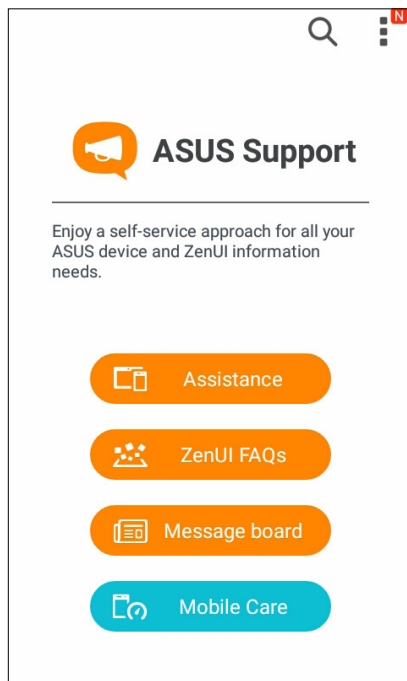 N
ASUS Support
Enjoy a self-service approach for all your
ASUS device and ZenUI information
needs.
Assistance
ZenUI FAQs
Message board
Mobile Care